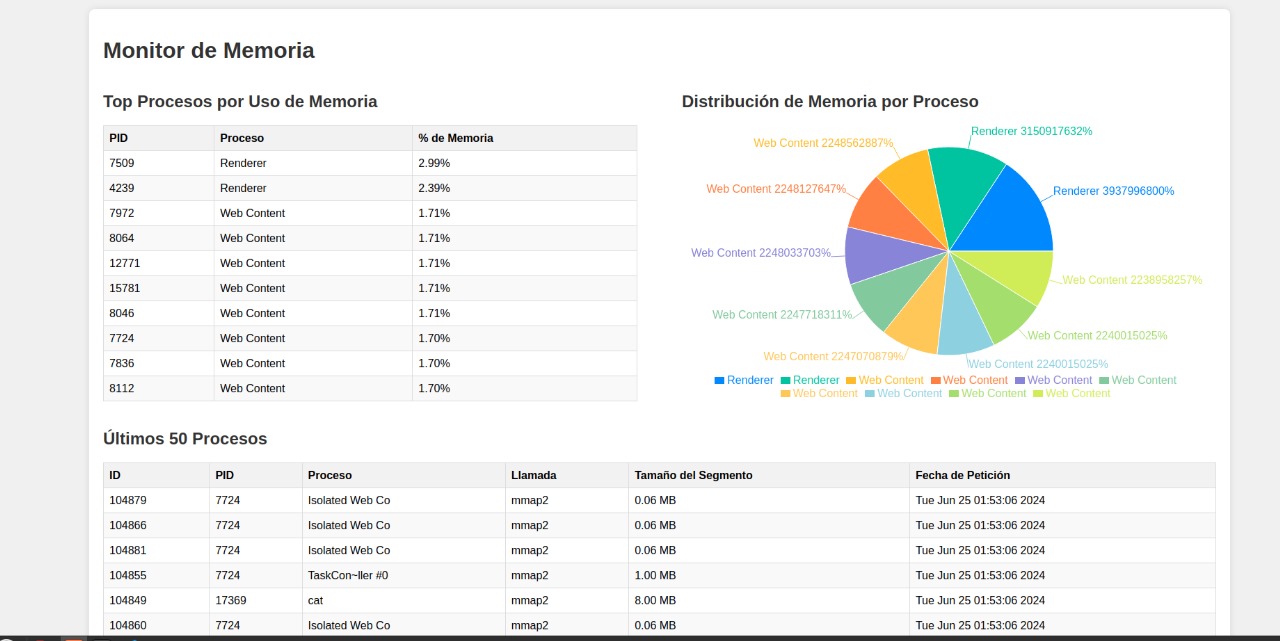 Monitor de Memoria
Top Procesos por Uso de Memoria
PID Proceso % de Memoria
7509 Renderer 2.99%
4239 Renderer 2.39%
7972 Web Content 1.71%
8064 Web Content 1.71%
12771 Web Content 1.71%
15781 Web Content 1.71%
8046 Web Content 1.71%
7724 Web Content 1.70%
7836 Web Content 1.70%
8112 Web Content 1.70%
Distribución de Memoria por Proceso
Renderer 3150917632%
Web Content 2248562887%
Web Content 2248127647%
Renderer 3937996800%
Web Content 2248033703%
Web Content 2238958257%
Web Content 2247718311%
Web Content 2240015025%
Web Content 2247070879%
Web Content 2240015025%
Renderer Renderer Web Content Web Content Web Content Web Content
Web Content Web Content Web Content Web Content
Últimos 50 Procesos
ID PID Proceso Llamada Tamaño del Segmento Fecha de Petición
104879 7724 Isolated Web Co mmap2 0.06 MB Tue Jun 25 01:53:06 2024
104866 7724 Isolated Web Co mmap2 0.06 MB Tue Jun 25 01:53:06 2024
104881 7724 Isolated Web Co mmap2 0.06 MB Tue Jun 25 01:53:06 2024
104855 7724 TaskCon~ller #0 mmap2 1.00 MB Tue Jun 25 01:53:06 2024
104849 17369 cat mmap2 8.00 MB Tue Jun 25 01:53:06 2024
104860 7724 Isolated Web Co mmap2 0.06 MB Tue Jun 25 01:53:06 2024